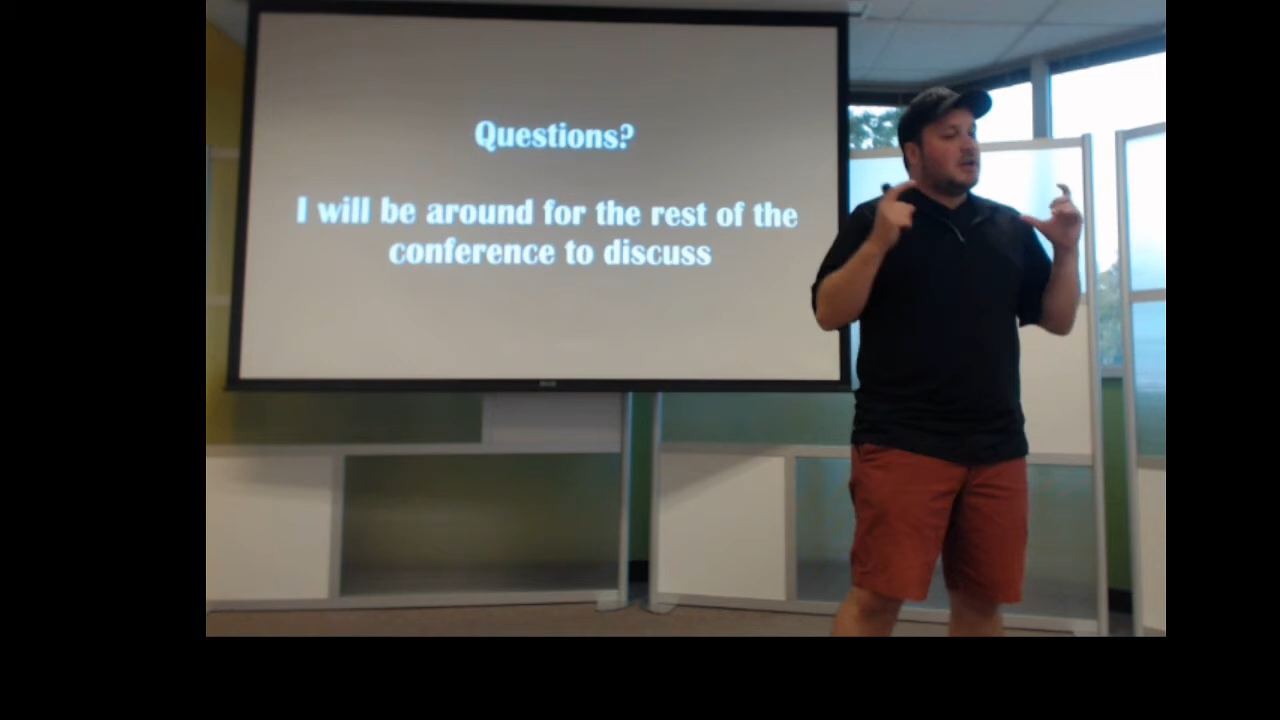 Questions?
I will be around for the rest of the
conference to discuss